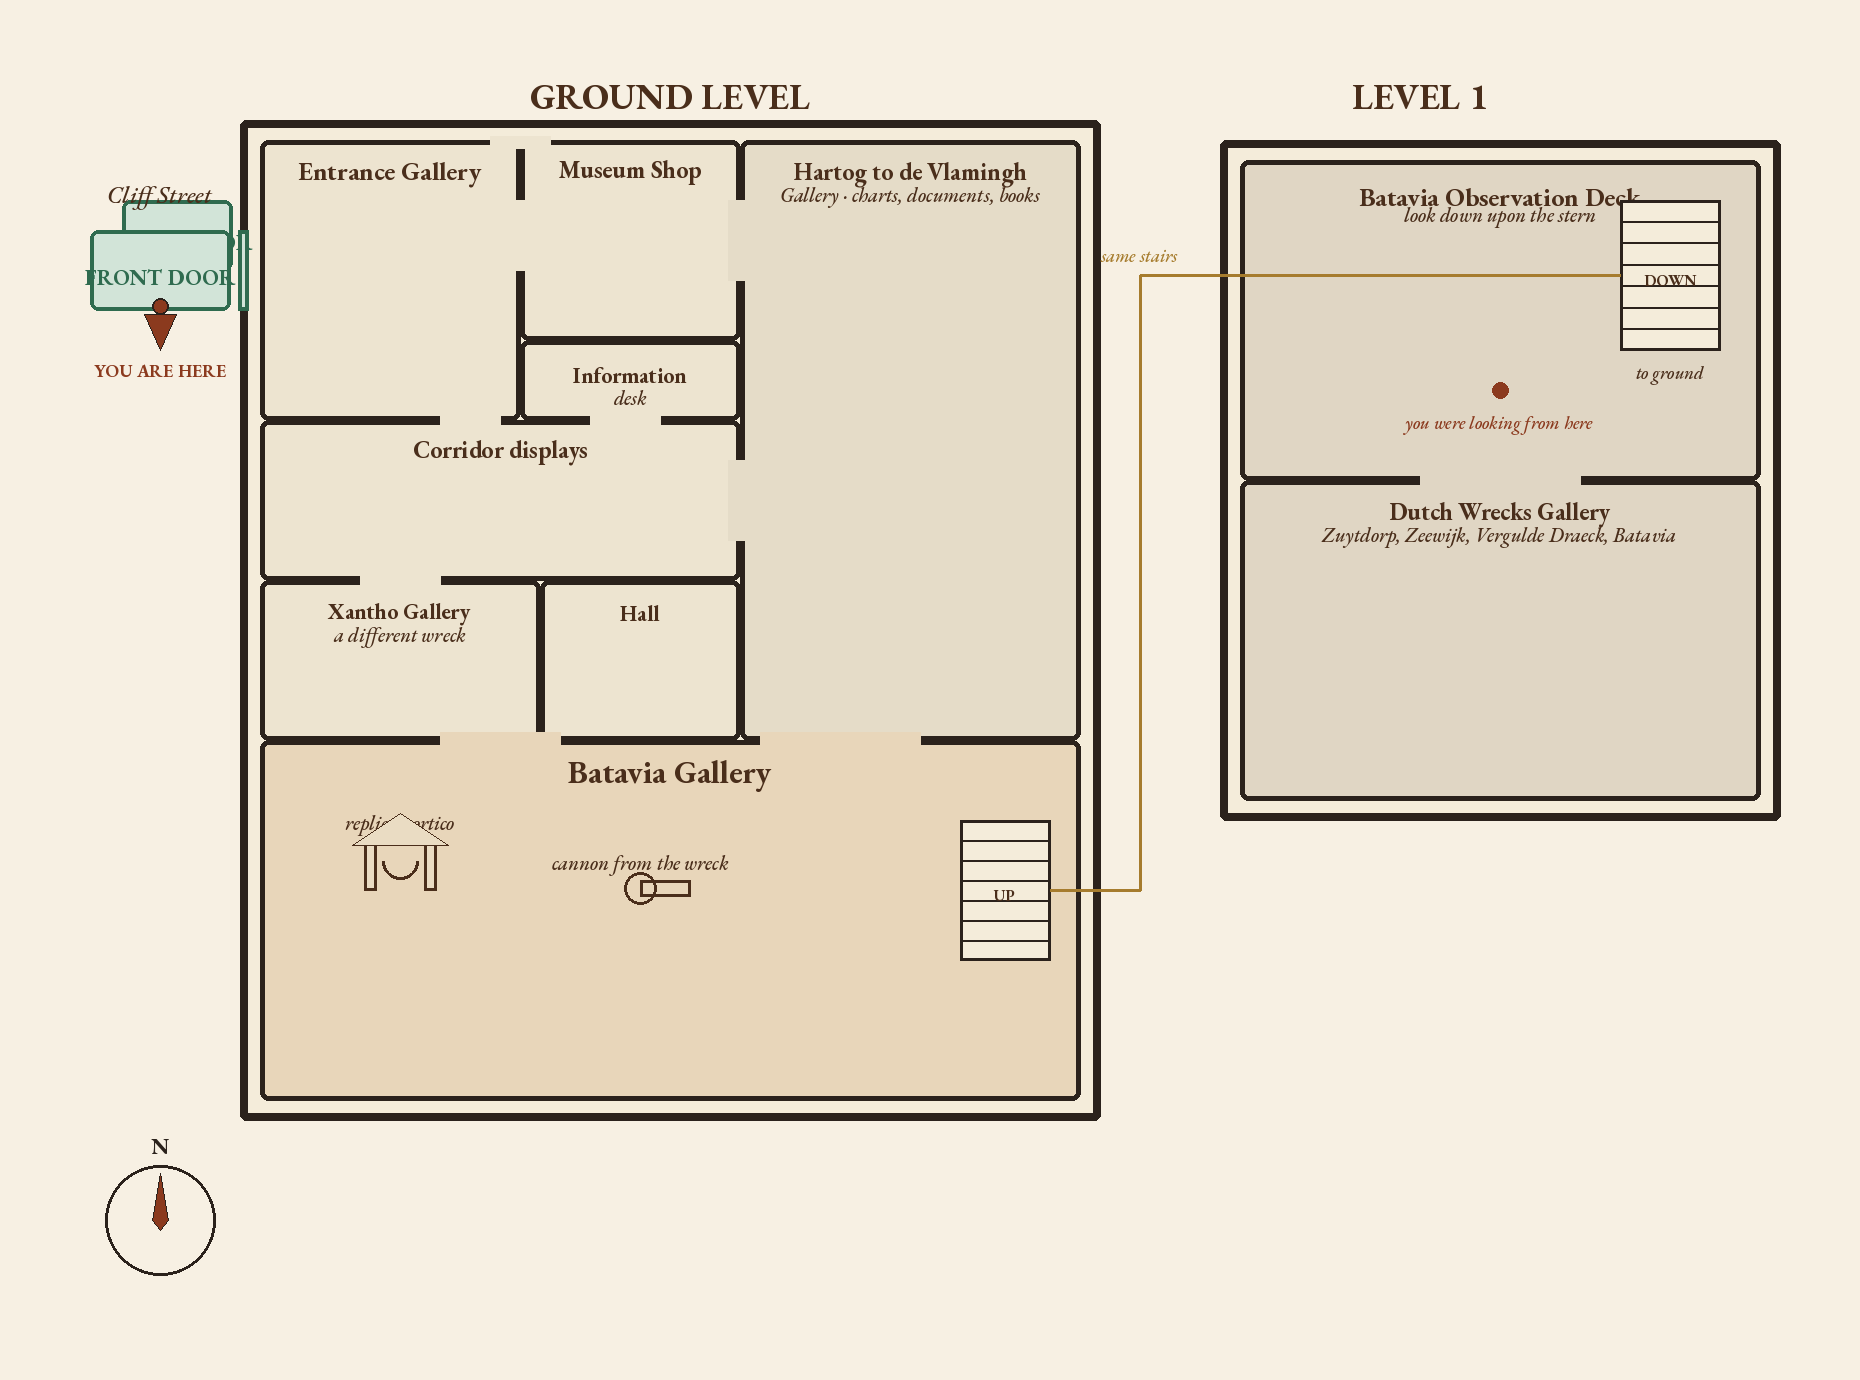 GROUND LEVEL
LEVEL 1
Entrance Gallery
Museum Shop
Hartog to de Vlamingh
Gallery · charts, documents, books
Cliff Street
FRONT DOOR
YOU ARE HERE
Information
desk
Corridor displays
Xantho Gallery
a different wreck
Hall
Batavia Gallery
cannon from the wreck
UP
same stairs
Batavia Observation Deck
look down upon the stern
DOWN
to ground
you were looking from here
Dutch Wrecks Gallery
Zuytdorp, Zeewijk, Vergulde Draeck, Batavia
N